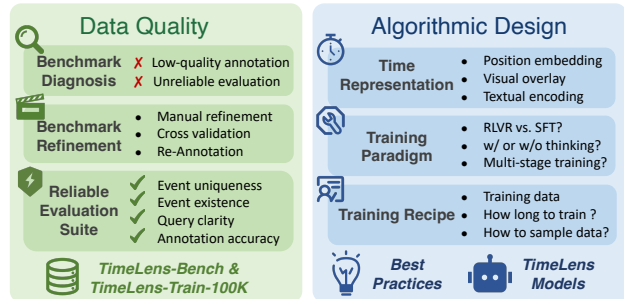 Data Quality
Benchmark
Diagnosis
✗ Low-quality annotation
✗ Unreliable evaluation
Benchmark
Refinement
• Manual refinement
• Cross validation
• Re-Annotation
Reliable
Evaluation
Suite
✓ Event uniqueness
✓ Event existence
✓ Query clarity
✓ Annotation accuracy
TimeLens-Bench &
TimeLens-Train-100K
Algorithmic Design
Time
Representation
• Position embedding
• Visual overlay
• Textual encoding
Training
Paradigm
• RLVR vs. SFT?
• w/ or w/o thinking?
• Multi-stage training?
Training Recipe
• Training data
• How long to train ?
• How to sample data?
Best
Practices
TimeLens
Models